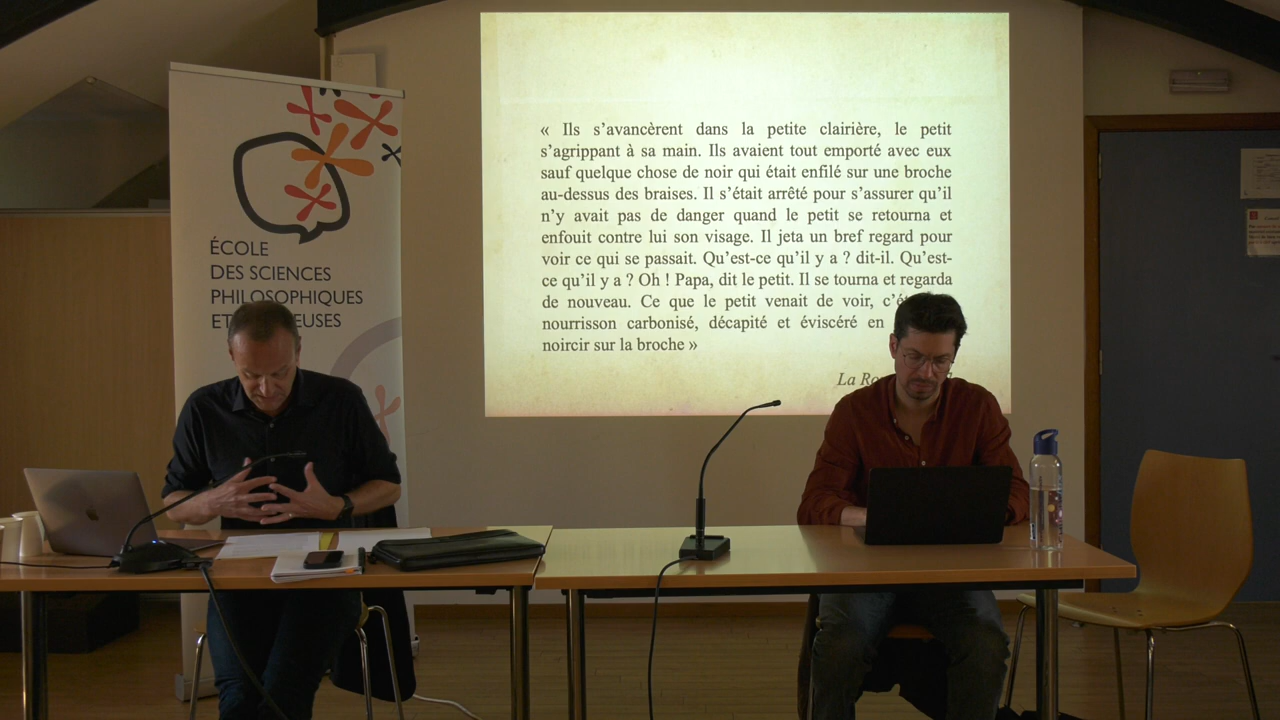 ÉCOLE
DES SCIENCES
PHILOSOPHIQUES
ET EUSES
« Ils s’avancèrent dans la petite clairière, le petit
s’agrippant à sa main. Ils avaient tout emporté avec eux
sauf quelque chose de noir qui était enfilé sur une broche
au-dessus des braises. Il s’était arrêté pour s’assurer qu’il
n’y avait pas de danger quand le petit se retourna et
enfouit contre lui son visage. Il jeta un bref regard pour
voir ce qui se passait. Qu’est-ce qu’il y a ? dit-il. Qu’est-
ce qu’il y a ? Oh ! Papa, dit le petit. Il se tourna et regarda
de nouveau. Ce que le petit venait de voir, c’ét
nourrisson carbonisé, décapité et éviscéré en
noircir sur la broche »
La Ro